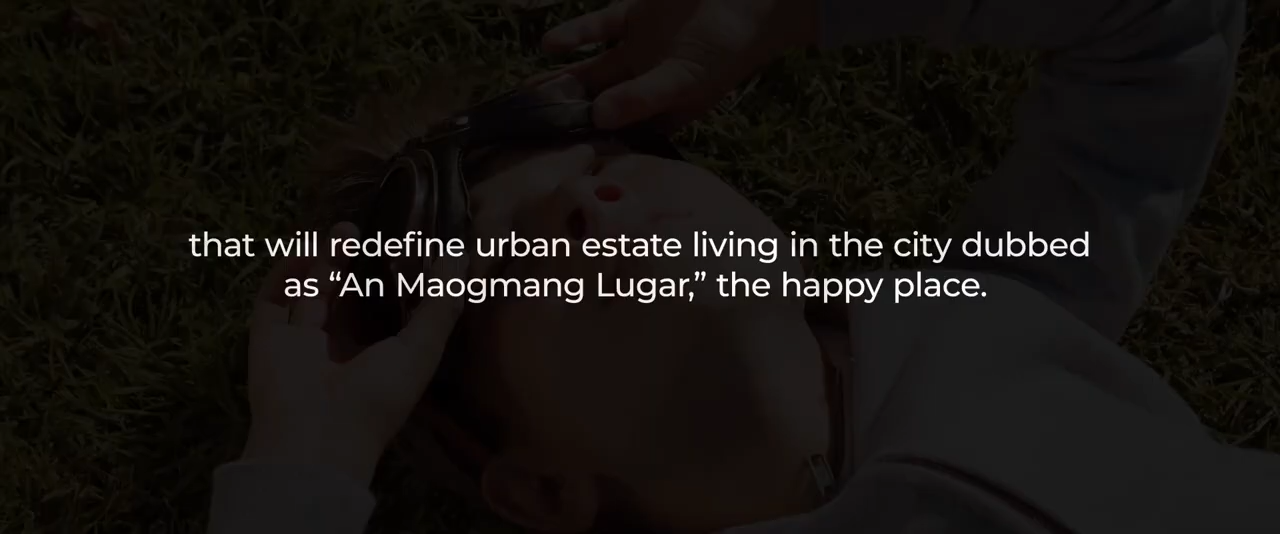 that will redefine urban estate living in the city dubbed
as “An Maogmang Lugar,” the happy place.